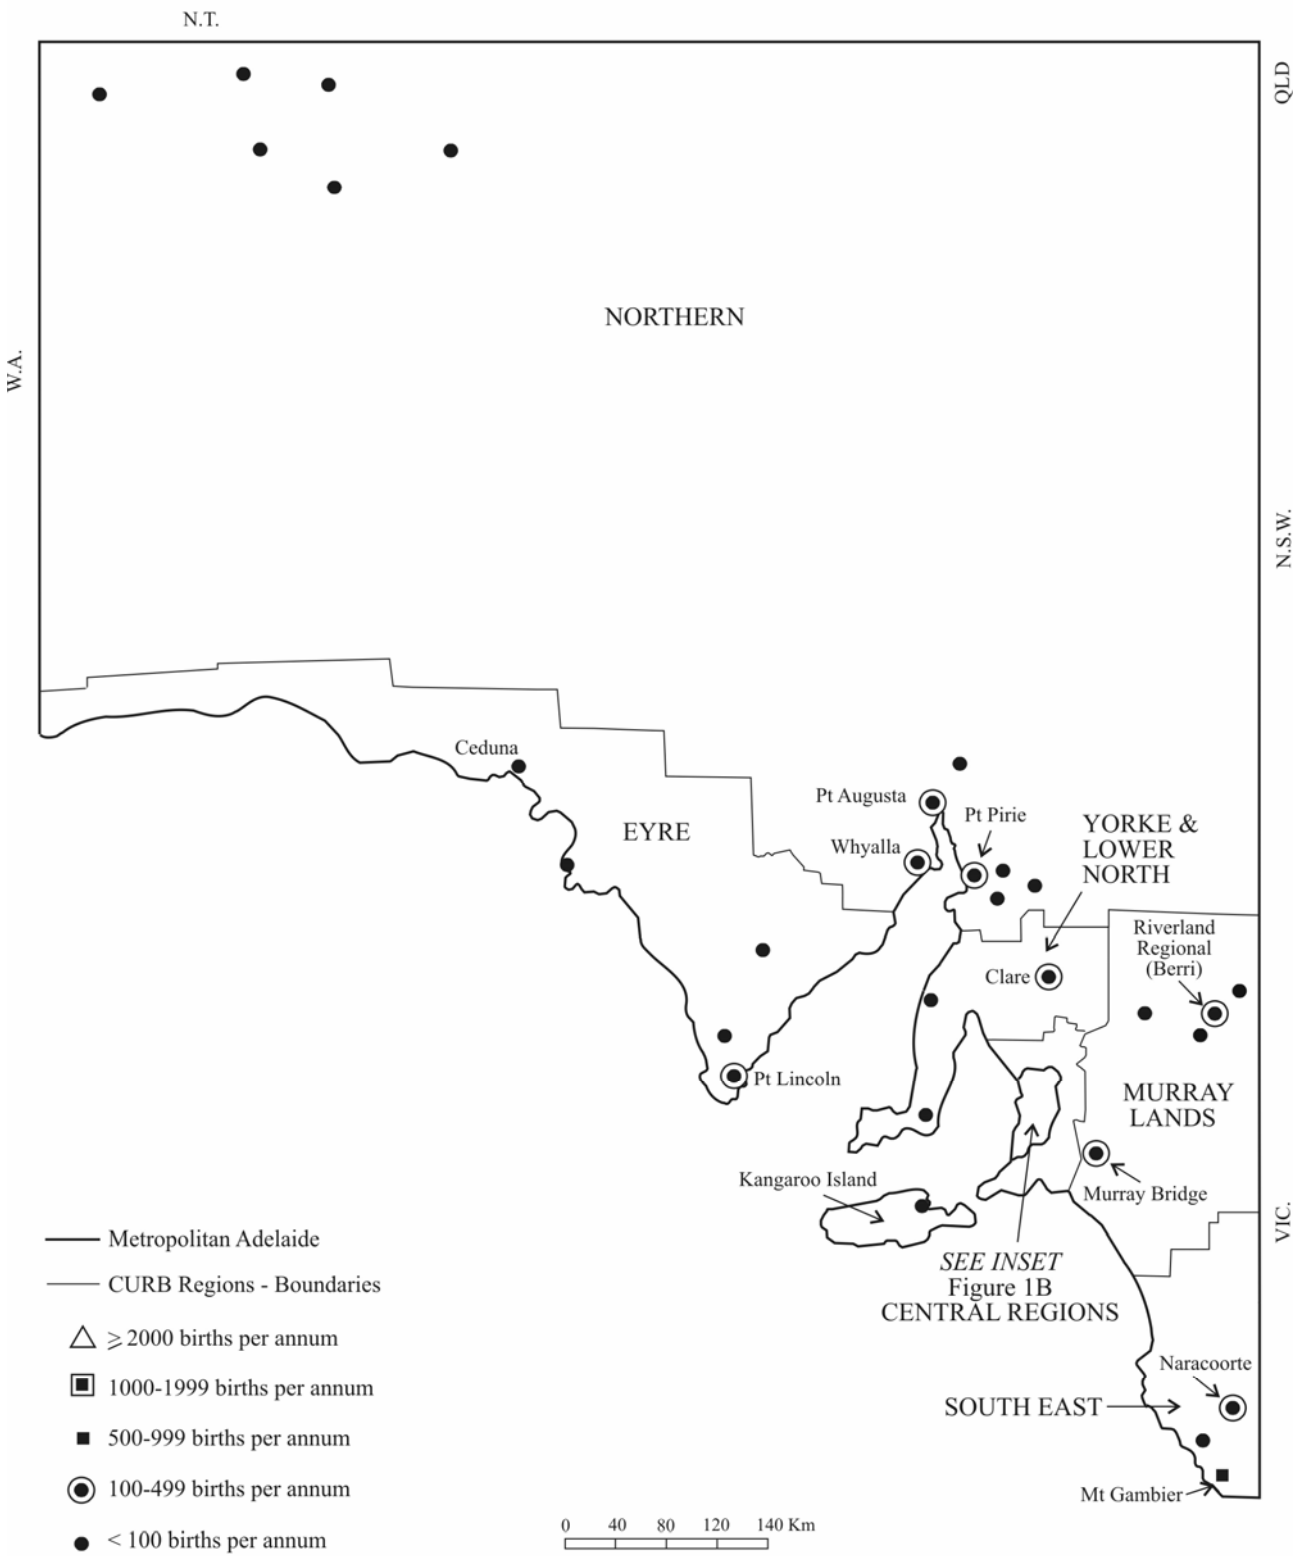 N.T.
QLD
NORTHERN
W.A.
N.S.W.
Ceduna
Pt Augusta
Pt Pirie
EYRE
YORKE &
LOWER
NORTH
Whyalla
Riverland
Regional
(Berri)
Clare
Pt Lincoln
MURRAY
LANDS
Kangaroo Island
Murray Bridge
VIC.
SEE INSET
Figure 1B
CENTRAL REGIONS
Naracoorte
SOUTH EAST
Mt Gambier
Metropolitan Adelaide
CURB Regions - Boundaries
⩾ 2000 births per annum
1000-1999 births per annum
500-999 births per annum
100-499 births per annum
< 100 births per annum
0 40 80 120 140 Km